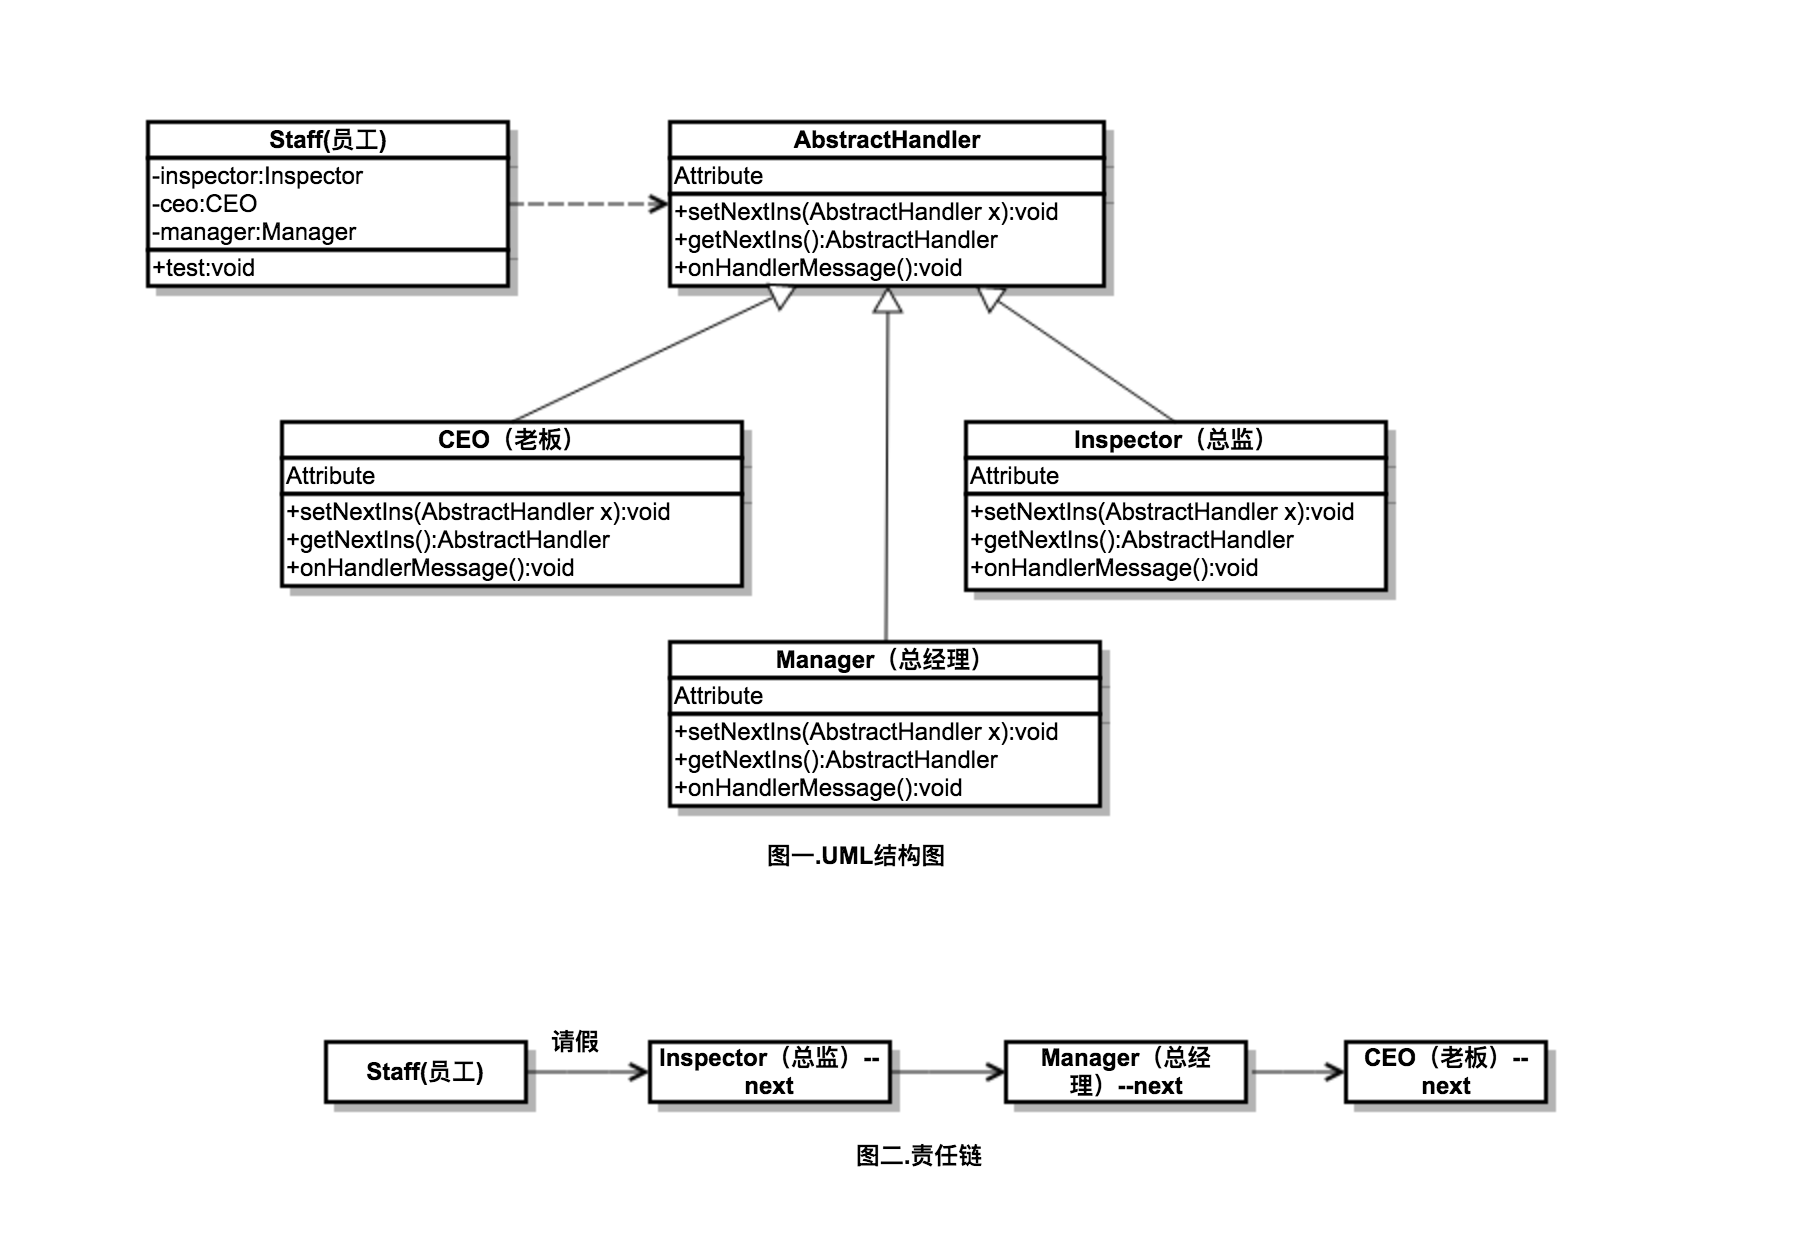 Staff(员工)
-inspector:Inspector
-ceo:CEO
-manager:Manager
+test:void
AbstractHandler
Attribute
+setNextIns(AbstractHandler x):void
+getNextIns():AbstractHandler
+onHandlerMessage():void
CEO（老板）
Attribute
+setNextIns(AbstractHandler x):void
+getNextIns():AbstractHandler
+onHandlerMessage():void
Inspector（总监）
Attribute
+setNextIns(AbstractHandler x):void
+getNextIns():AbstractHandler
+onHandlerMessage():void
Manager（总经理）
Attribute
+setNextIns(AbstractHandler x):void
+getNextIns():AbstractHandler
+onHandlerMessage():void
图一.UML结构图
Staff(员工)
请假
Inspector（总监）--
next
Manager（总经
理）--next
CEO（老板）--
next
图二.责任链